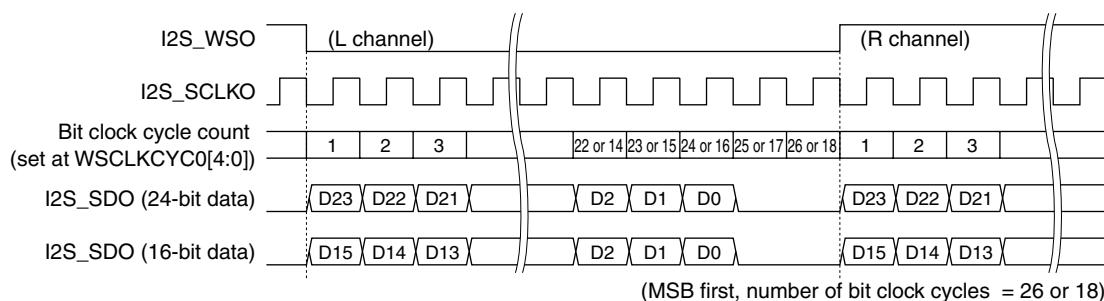 I2S_WSO (L channel) (R channel)
I2S_SCLKO
Bit clock cycle count
(set at WSCLKCYC0[4:0]) 1 2 3 22 or 14 23 or 15 24 or 16 25 or 17 26 or 18 1 2 3
I2S_SDO (24-bit data) D23 D22 D21 D2 D1 D0 D23 D22 D21
I2S_SDO (16-bit data) D15 D14 D13 D2 D1 D0 D15 D14 D13
(MSB first, number of bit clock cycles = 26 or 18)